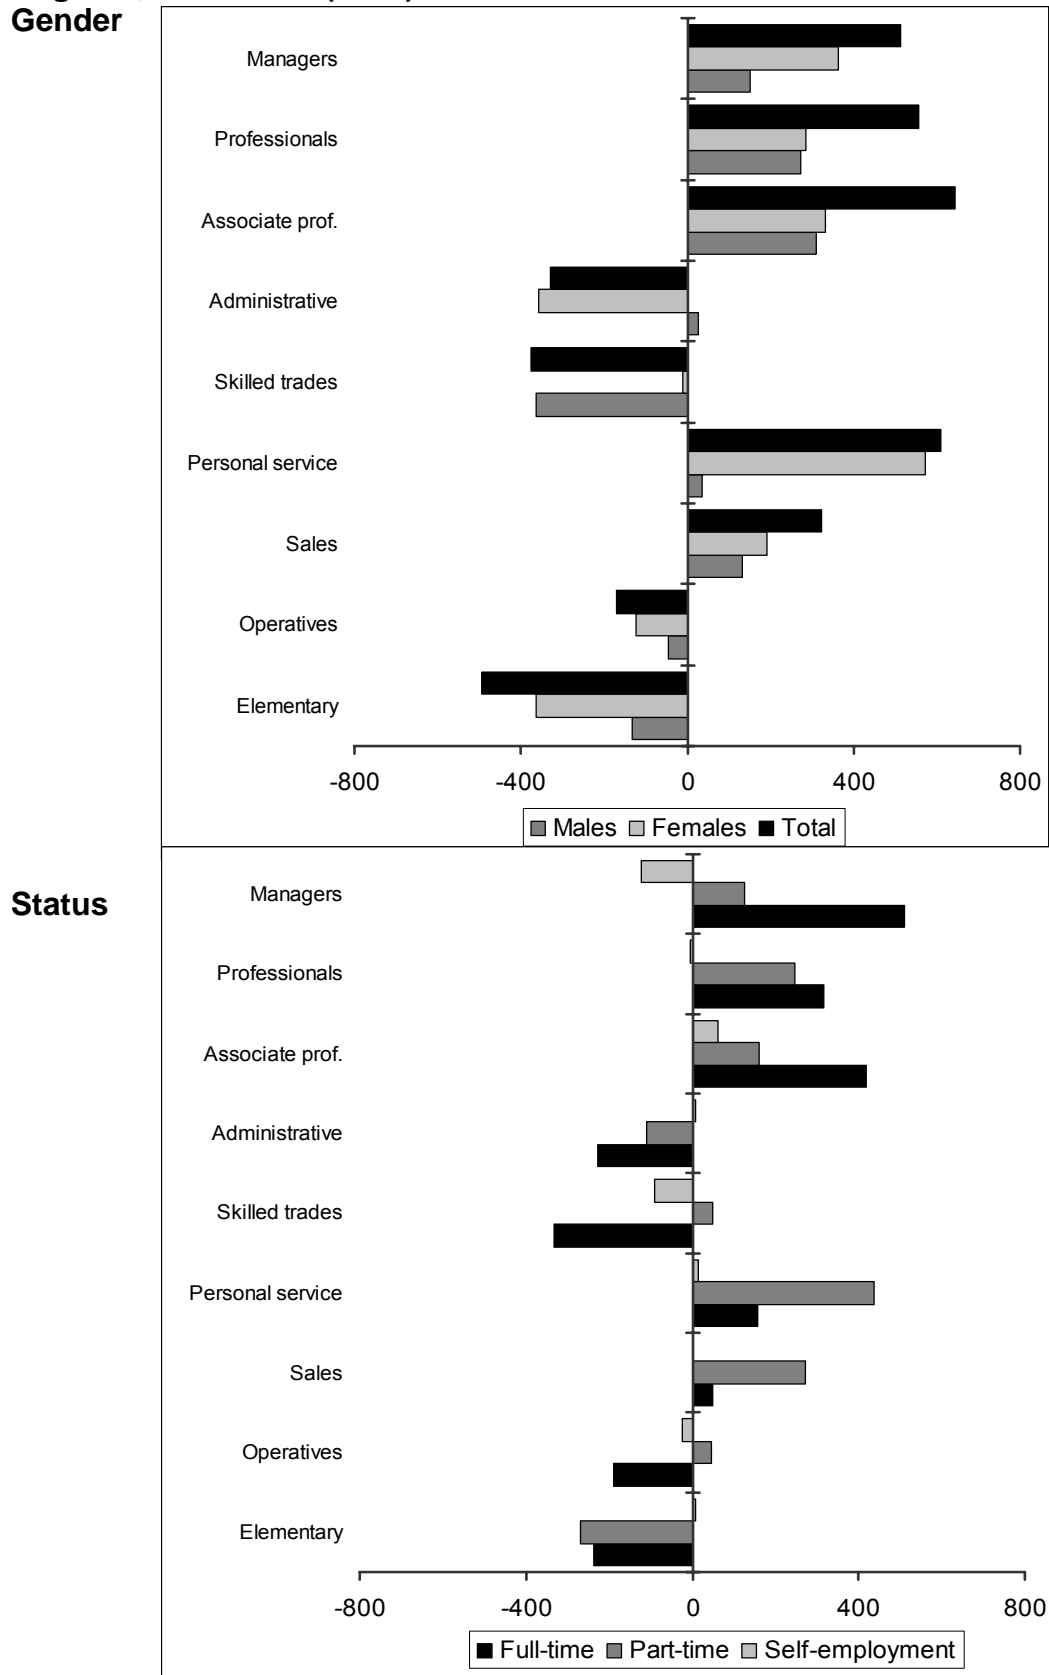 Gender
Managers
Professionals
Associate prof.
Administrative
Skilled trades
Personal service
Sales
Operatives
Elementary
-800 -400 0 400 800
Males Females Total
Status
Managers
Professionals
Associate prof.
Administrative
Skilled trades
Personal service
Sales
Operatives
Elementary
-800 -400 0 400 800
Full-time Part-time Self-employment